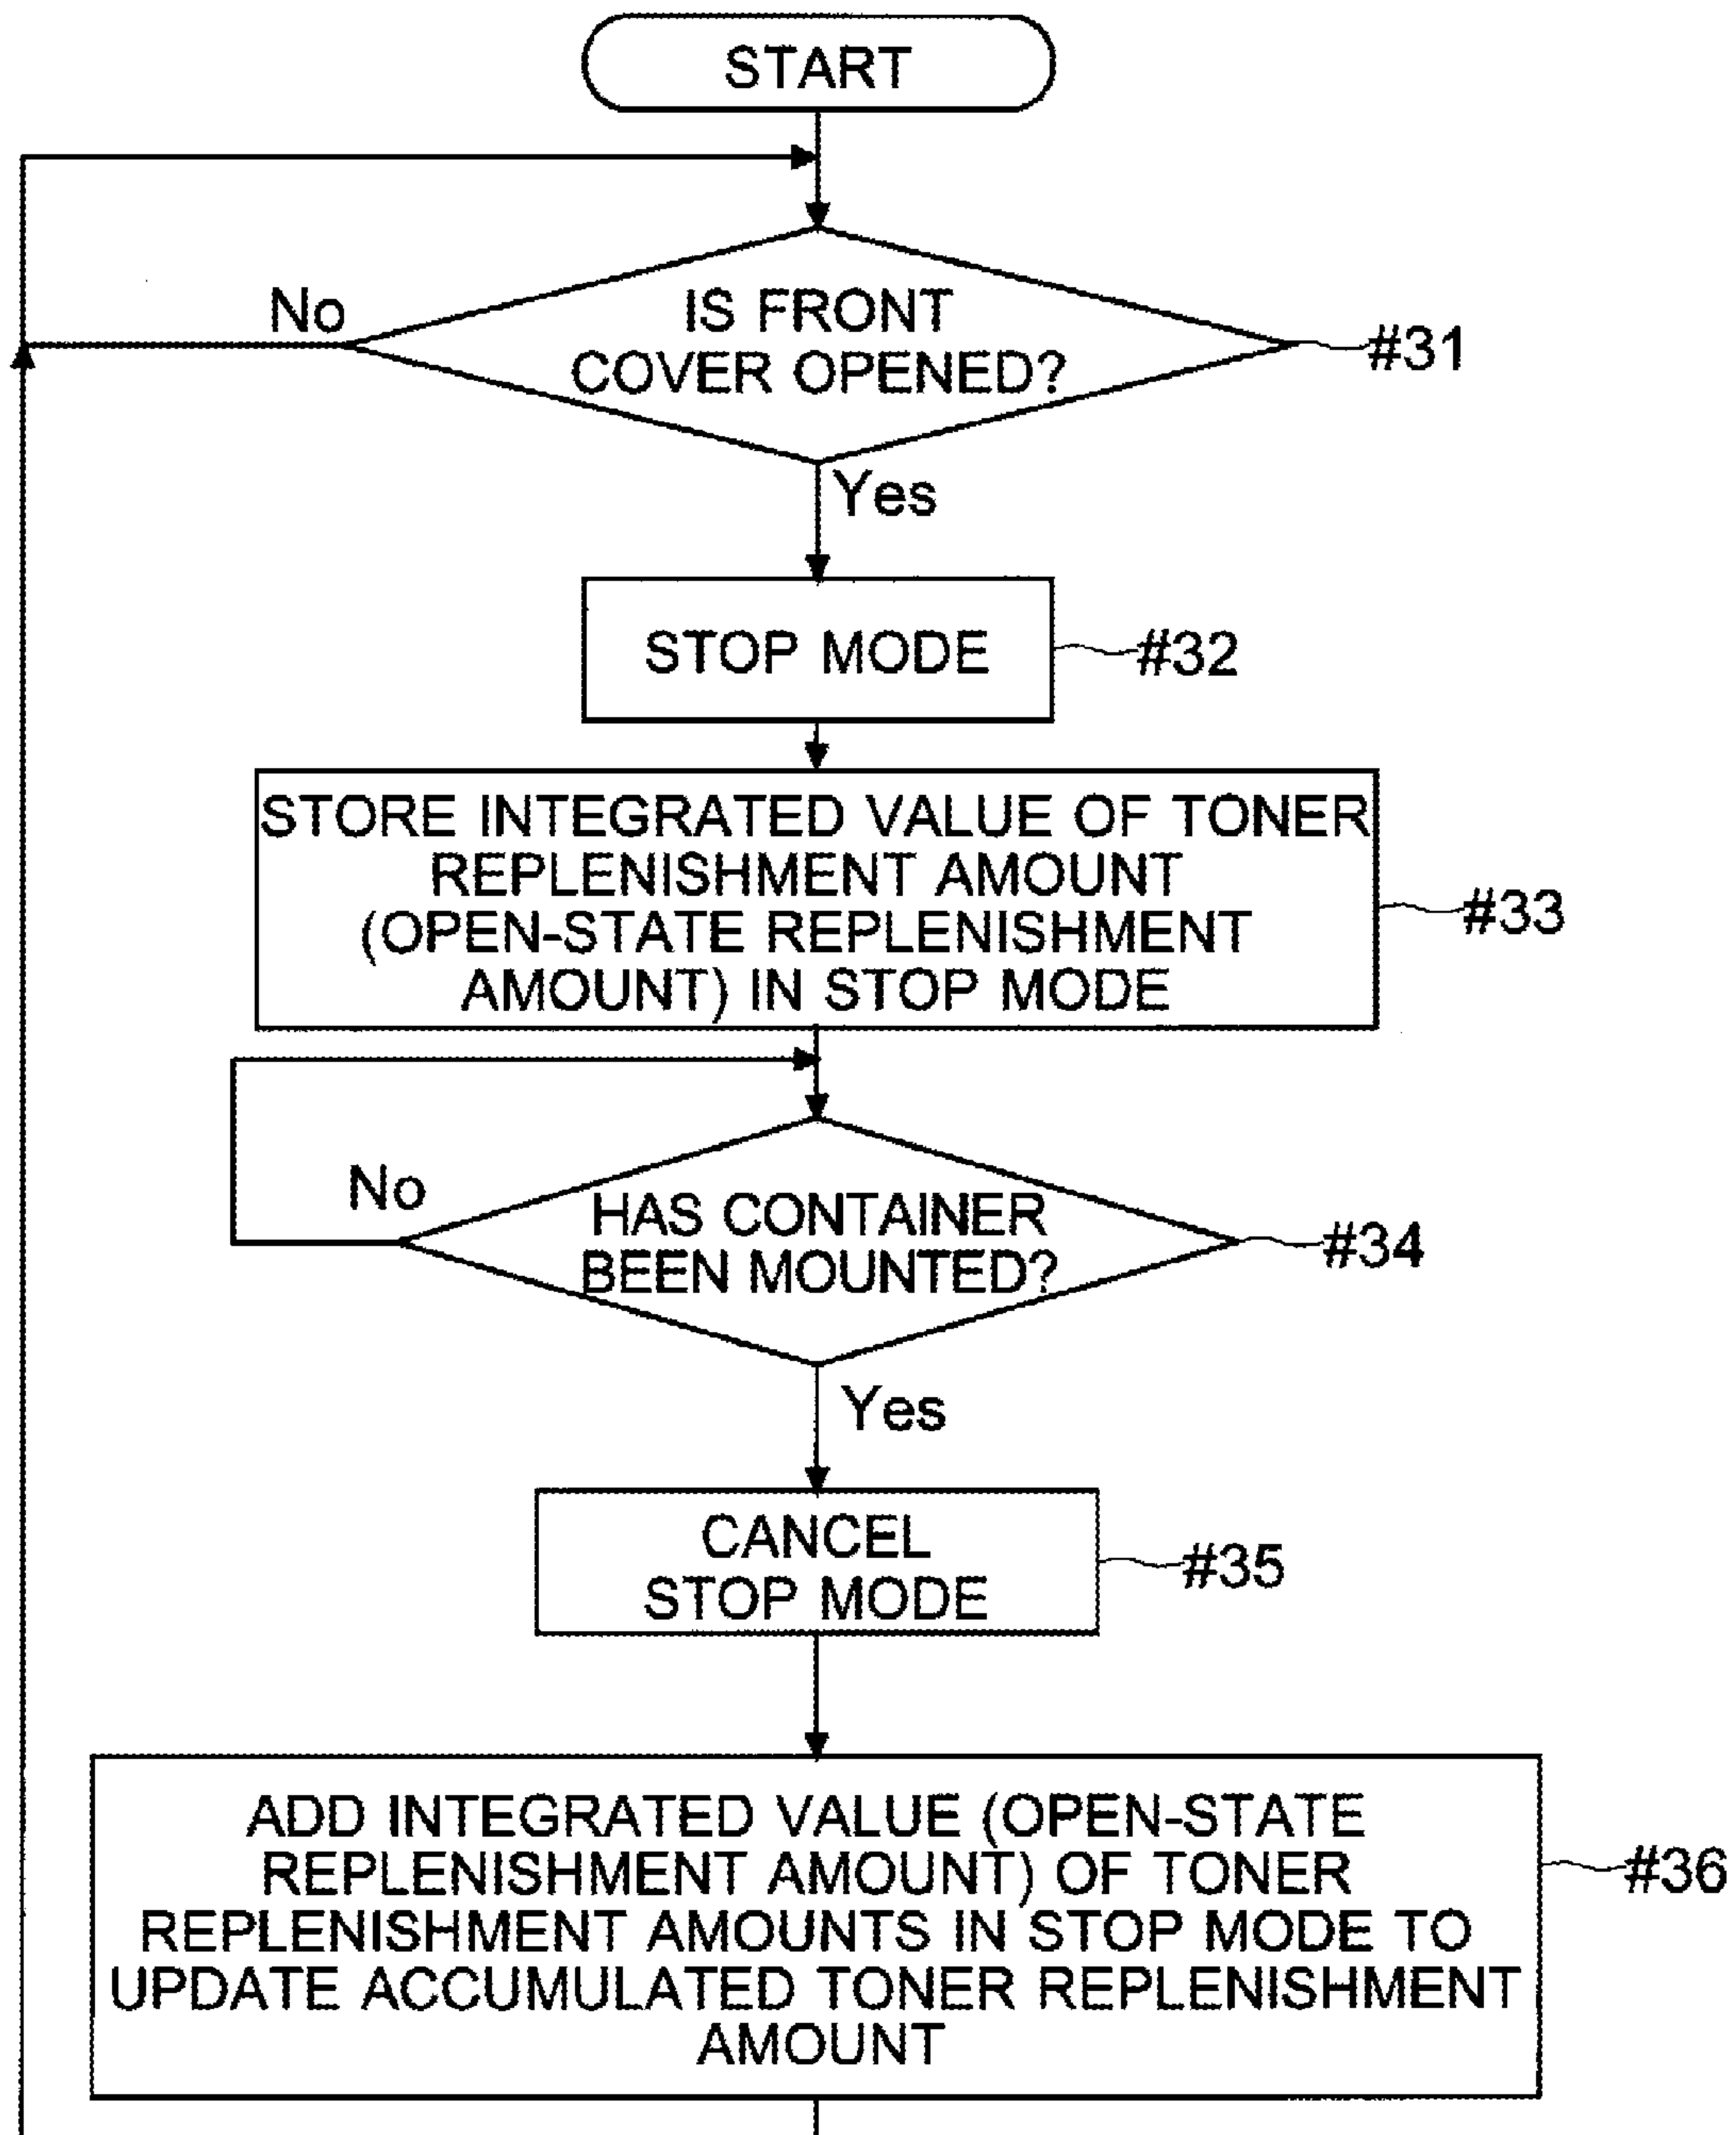 START
No
IS FRONT
COVER OPENED?
#31
Yes
STOP MODE
#32
STORE INTEGRATED VALUE OF TONER
REPLENISHMENT AMOUNT
(OPEN-STATE REPLENISHMENT
AMOUNT) IN STOP MODE
#33
No
HAS CONTAINER
BEEN MOUNTED?
#34
Yes
CANCEL
STOP MODE
#35
ADD INTEGRATED VALUE (OPEN-STATE
REPLENISHMENT AMOUNT) OF TONER
REPLENISHMENT AMOUNTS IN STOP MODE TO
UPDATE ACCUMULATED TONER REPLENISHMENT
AMOUNT
#36